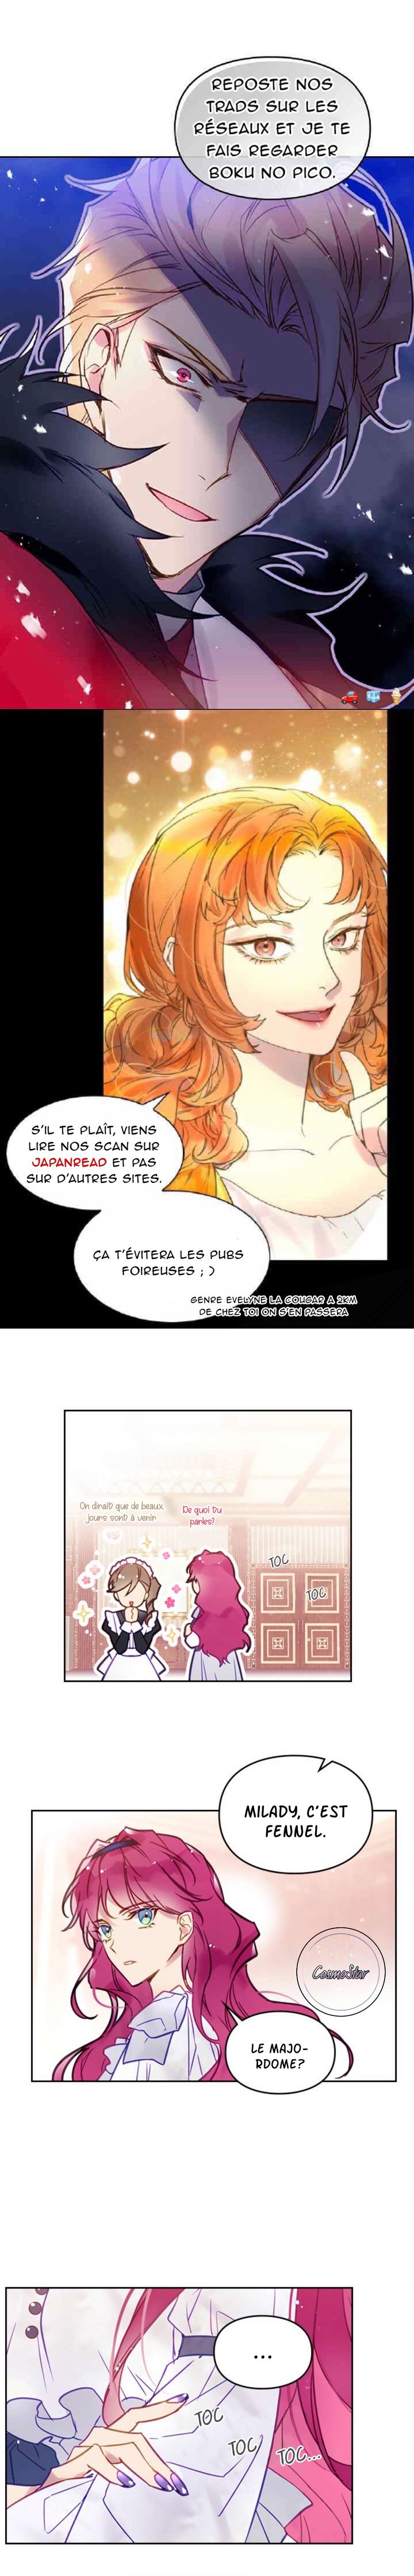 REPOSTE NOS
TRADS SUR LES
RÉSEAUX ET JE TE
FAIS REGARDER
BOKU NO PICO.
S'IL TE PLAÎT, VIENS
LIRE NOS SCAN SUR
JAPANREAD ET PAS
SUR D'AUTRES SITES.
ÇA T'ÉVITERA LES PUBS
FOIREUSES ; )
GENRE EVELYNE LA COUGAR A 2KM
DE CHEZ TOI ON S'EN PASSERA
On dirait que de beaux
jours sont à venir
De quoi tu
parles?
TOC
TOC
MILADY, C'EST
FENNEL.
CosmoStar
LE MAJO-
RDOME?
...
TOC
TOC
TOC...